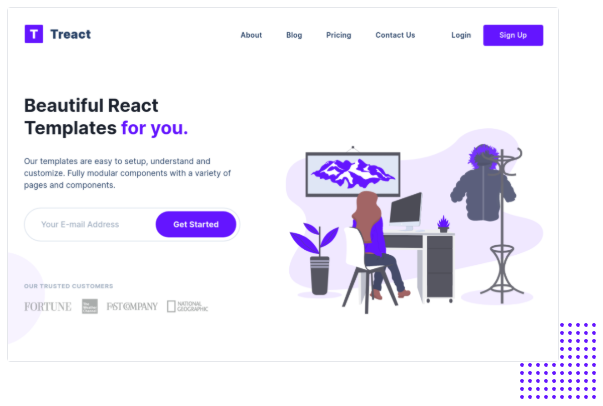 T Treact
About Blog Pricing Contact Us Login Sign Up
Beautiful React
Templates for you.
Our templates are easy to setup, understand and
customize. Fully modular components with a variety of
pages and components.
Your E-mail Address Get Started
OUR TRUSTED CUSTOMERS
FORTUNE FAST COMPANY NATIONAL
GEOGRAPHIC